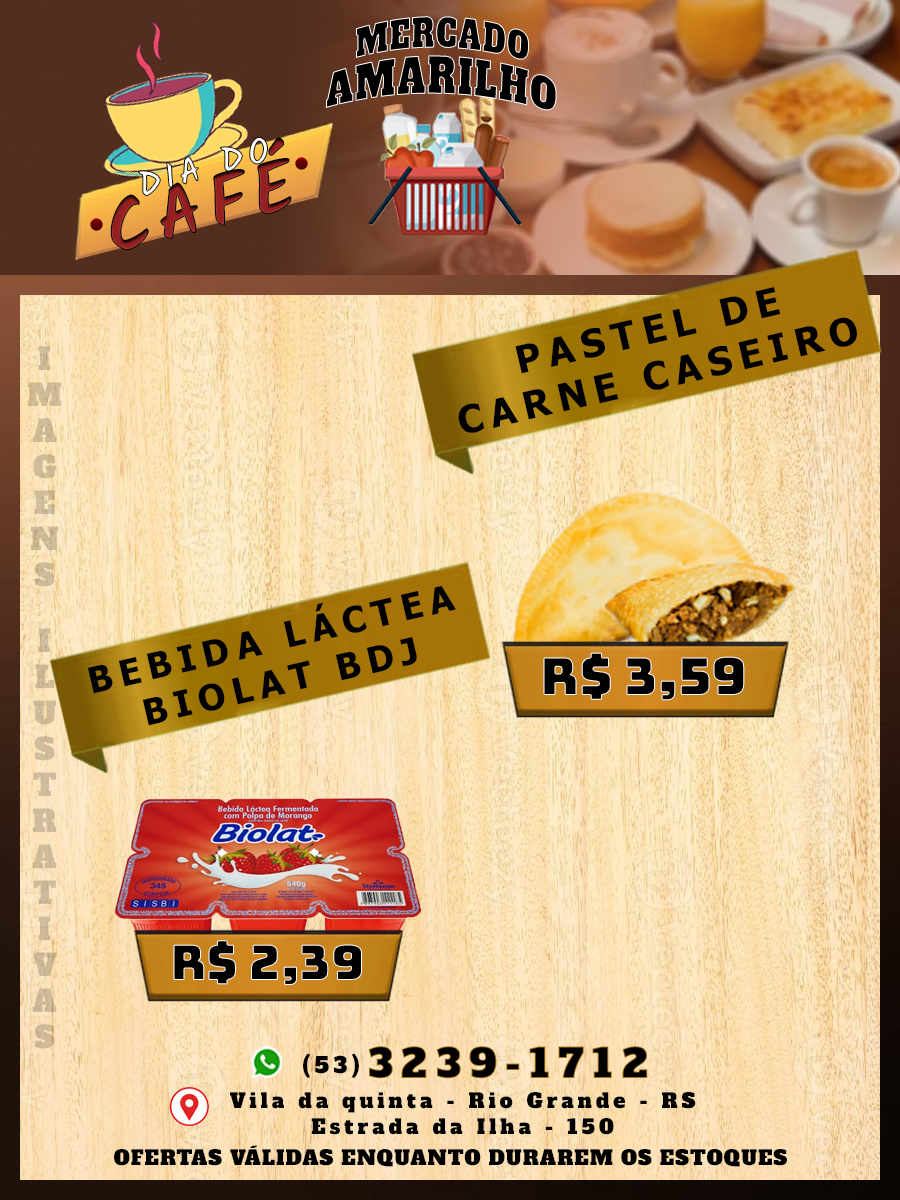 MERCADO
AMARILHO
DIA DO
CAFÉ
PASTEL DE
CARNE CASEIRO
R$ 3,59
BEBIDA LÁCTEA
BIOLAT BDJ
Bebida Láctea Fermentada
com Polpa de Morango
Biolat
540g
345
SISBI
R$ 2,39
IMAGENS ILUSTRATIVAS
(53) 3239-1712
Vila da quinta - Rio Grande - RS
Estrada da Ilha - 150
OFERTAS VÁLIDAS ENQUANTO DURAREM OS ESTOQUES